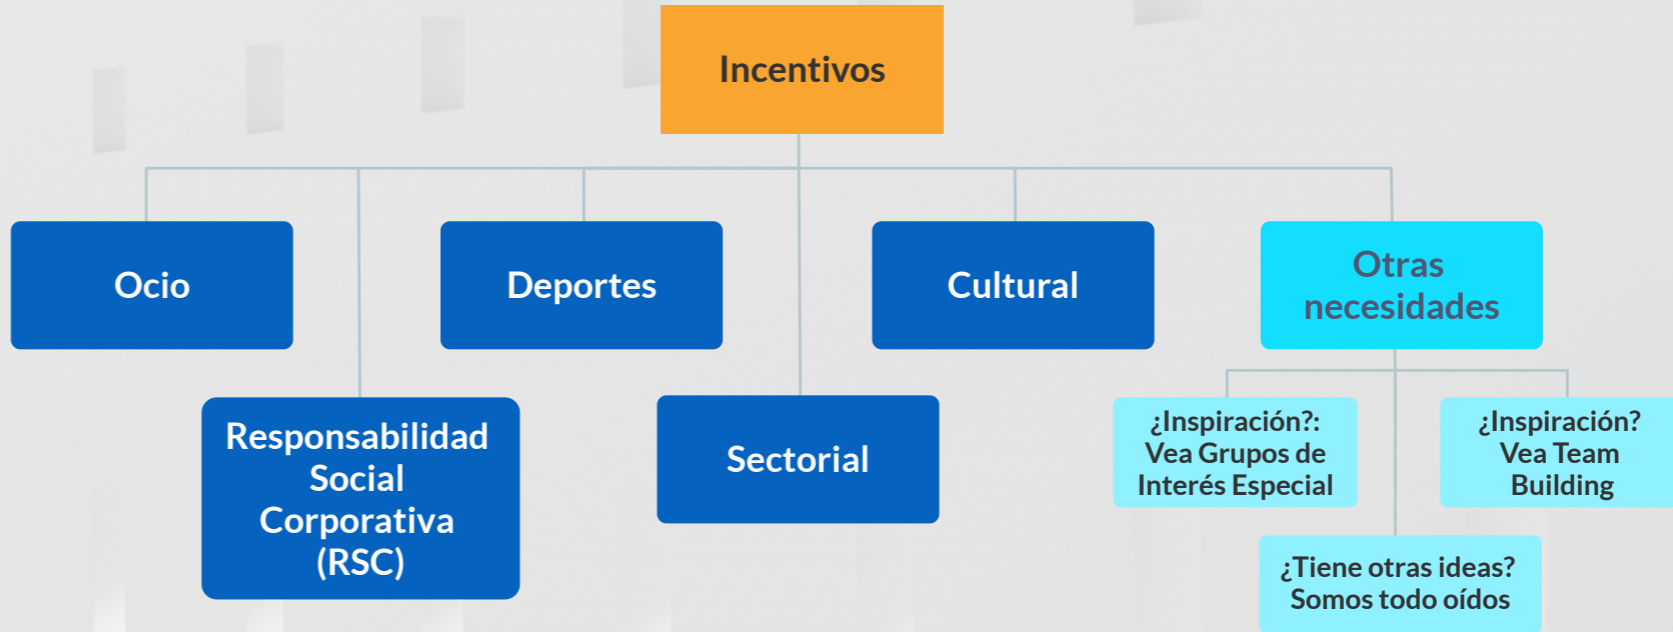 Incentivos
Ocio
Deportes
Cultural
Otras
necesidades
Responsabilidad
Social
Corporativa
(RSC)
Sectorial
¿Inspiración?:
Vea Grupos de
Interés Especial
¿Inspiración?
Vea Team
Building
¿Tiene otras ideas?
Somos todo oídos